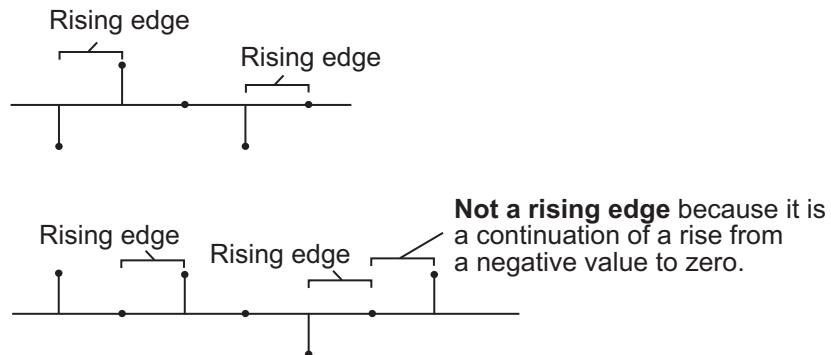 Rising edge
Rising edge
Rising edge
Rising edge
Not a rising edge because it is
a continuation of a rise from
a negative value to zero.